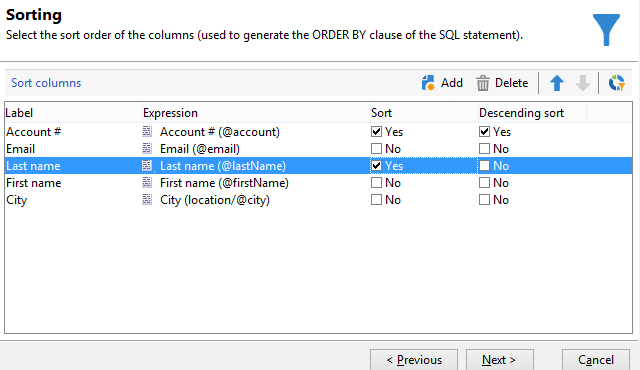 Sorting
Select the sort order of the columns (used to generate the ORDER BY clause of the SQL statement).
Sort columns Add Delete
Label Expression Sort Descending sort
Account # Account # (@account) Yes Yes
Email Email (@email) No No
Last name Last name (@lastName) Yes No
First name First name (@firstName) No No
City City (location/@city) No No
< Previous Next > Cancel